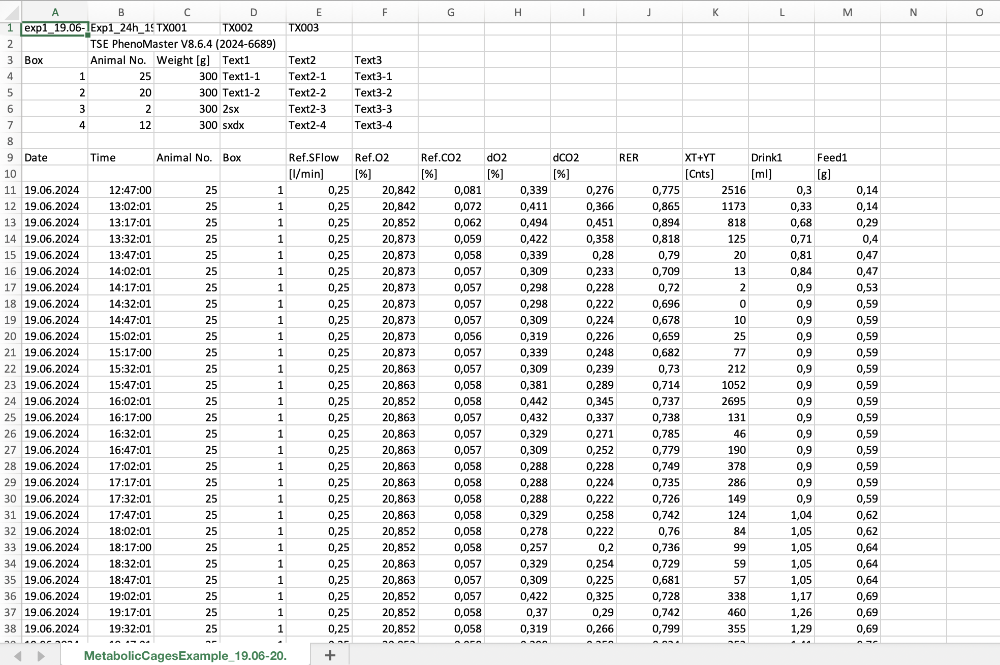 A B C D E F G H I J K L M N O
1 exp1_19.06-. Exp1_24h_19 TX001 TX002 TX003
2 TSE PhenoMaster V8.6.4 (2024-6689)
3 Box Animal No. Weight [g] Text1 Text2 Text3
4 1 25 300 Text1-1 Text2-1 Text3-1
5 2 20 300 Text1-2 Text2-2 Text3-2
6 3 2 300 2sx Text2-3 Text3-3
7 4 12 300 sxdx Text2-4 Text3-4
8
9 Date Time Animal No. Box Ref.SFlow Ref.O2 Ref.CO2 dO2 dCO2 RER XT+YT Drink1 Feed1
10 [l/min] [%] [%] [%] [%] [Cnts] [ml] [g]
11 19.06.2024 12:47:00 25 1 0,25 20,842 0,081 0,339 0,276 0,775 2516 0,3 0,14
12 19.06.2024 13:02:01 25 1 0,25 20,842 0,072 0,411 0,366 0,865 1173 0,33 0,14
13 19.06.2024 13:17:01 25 1 0,25 20,852 0,062 0,494 0,451 0,894 818 0,68 0,29
14 19.06.2024 13:32:01 25 1 0,25 20,873 0,059 0,422 0,358 0,818 125 0,71 0,4
15 19.06.2024 13:47:01 25 1 0,25 20,873 0,058 0,339 0,28 0,79 20 0,81 0,47
16 19.06.2024 14:02:01 25 1 0,25 20,873 0,057 0,309 0,233 0,709 13 0,84 0,47
17 19.06.2024 14:17:01 25 1 0,25 20,873 0,057 0,298 0,228 0,72 2 0,9 0,53
18 19.06.2024 14:32:01 25 1 0,25 20,873 0,057 0,298 0,222 0,696 0 0,9 0,59
19 19.06.2024 14:47:01 25 1 0,25 20,873 0,057 0,309 0,224 0,678 10 0,9 0,59
20 19.06.2024 15:02:01 25 1 0,25 20,873 0,056 0,319 0,226 0,659 25 0,9 0,59
21 19.06.2024 15:17:00 25 1 0,25 20,873 0,057 0,339 0,248 0,682 77 0,9 0,59
22 19.06.2024 15:32:01 25 1 0,25 20,863 0,057 0,309 0,239 0,73 212 0,9 0,59
23 19.06.2024 15:47:01 25 1 0,25 20,863 0,058 0,381 0,289 0,714 1052 0,9 0,59
24 19.06.2024 16:02:01 25 1 0,25 20,852 0,058 0,442 0,345 0,737 2695 0,9 0,59
25 19.06.2024 16:17:00 25 1 0,25 20,863 0,057 0,432 0,337 0,738 131 0,9 0,59
26 19.06.2024 16:32:01 25 1 0,25 20,863 0,057 0,329 0,271 0,785 46 0,9 0,59
27 19.06.2024 16:47:01 25 1 0,25 20,863 0,057 0,309 0,252 0,779 190 0,9 0,59
28 19.06.2024 17:02:01 25 1 0,25 20,863 0,058 0,288 0,228 0,749 378 0,9 0,59
29 19.06.2024 17:17:01 25 1 0,25 20,863 0,058 0,288 0,224 0,735 286 0,9 0,59
30 19.06.2024 17:32:01 25 1 0,25 20,863 0,058 0,288 0,222 0,726 149 0,9 0,59
31 19.06.2024 17:47:01 25 1 0,25 20,863 0,058 0,329 0,258 0,742 124 1,04 0,62
32 19.06.2024 18:02:01 25 1 0,25 20,852 0,058 0,278 0,222 0,76 84 1,05 0,62
33 19.06.2024 18:17:00 25 1 0,25 20,852 0,058 0,257 0,2 0,736 99 1,05 0,64
34 19.06.2024 18:32:01 25 1 0,25 20,863 0,057 0,329 0,254 0,729 59 1,05 0,64
35 19.06.2024 18:47:01 25 1 0,25 20,863 0,057 0,309 0,225 0,681 57 1,05 0,64
36 19.06.2024 19:02:01 25 1 0,25 20,852 0,057 0,422 0,325 0,728 338 1,17 0,69
37 19.06.2024 19:17:01 25 1 0,25 20,852 0,058 0,37 0,29 0,742 460 1,26 0,69
38 19.06.2024 19:32:01 25 1 0,25 20,852 0,058 0,319 0,266 0,799 355 1,29 0,69
MetabolicCagesExample_19.06-20. +